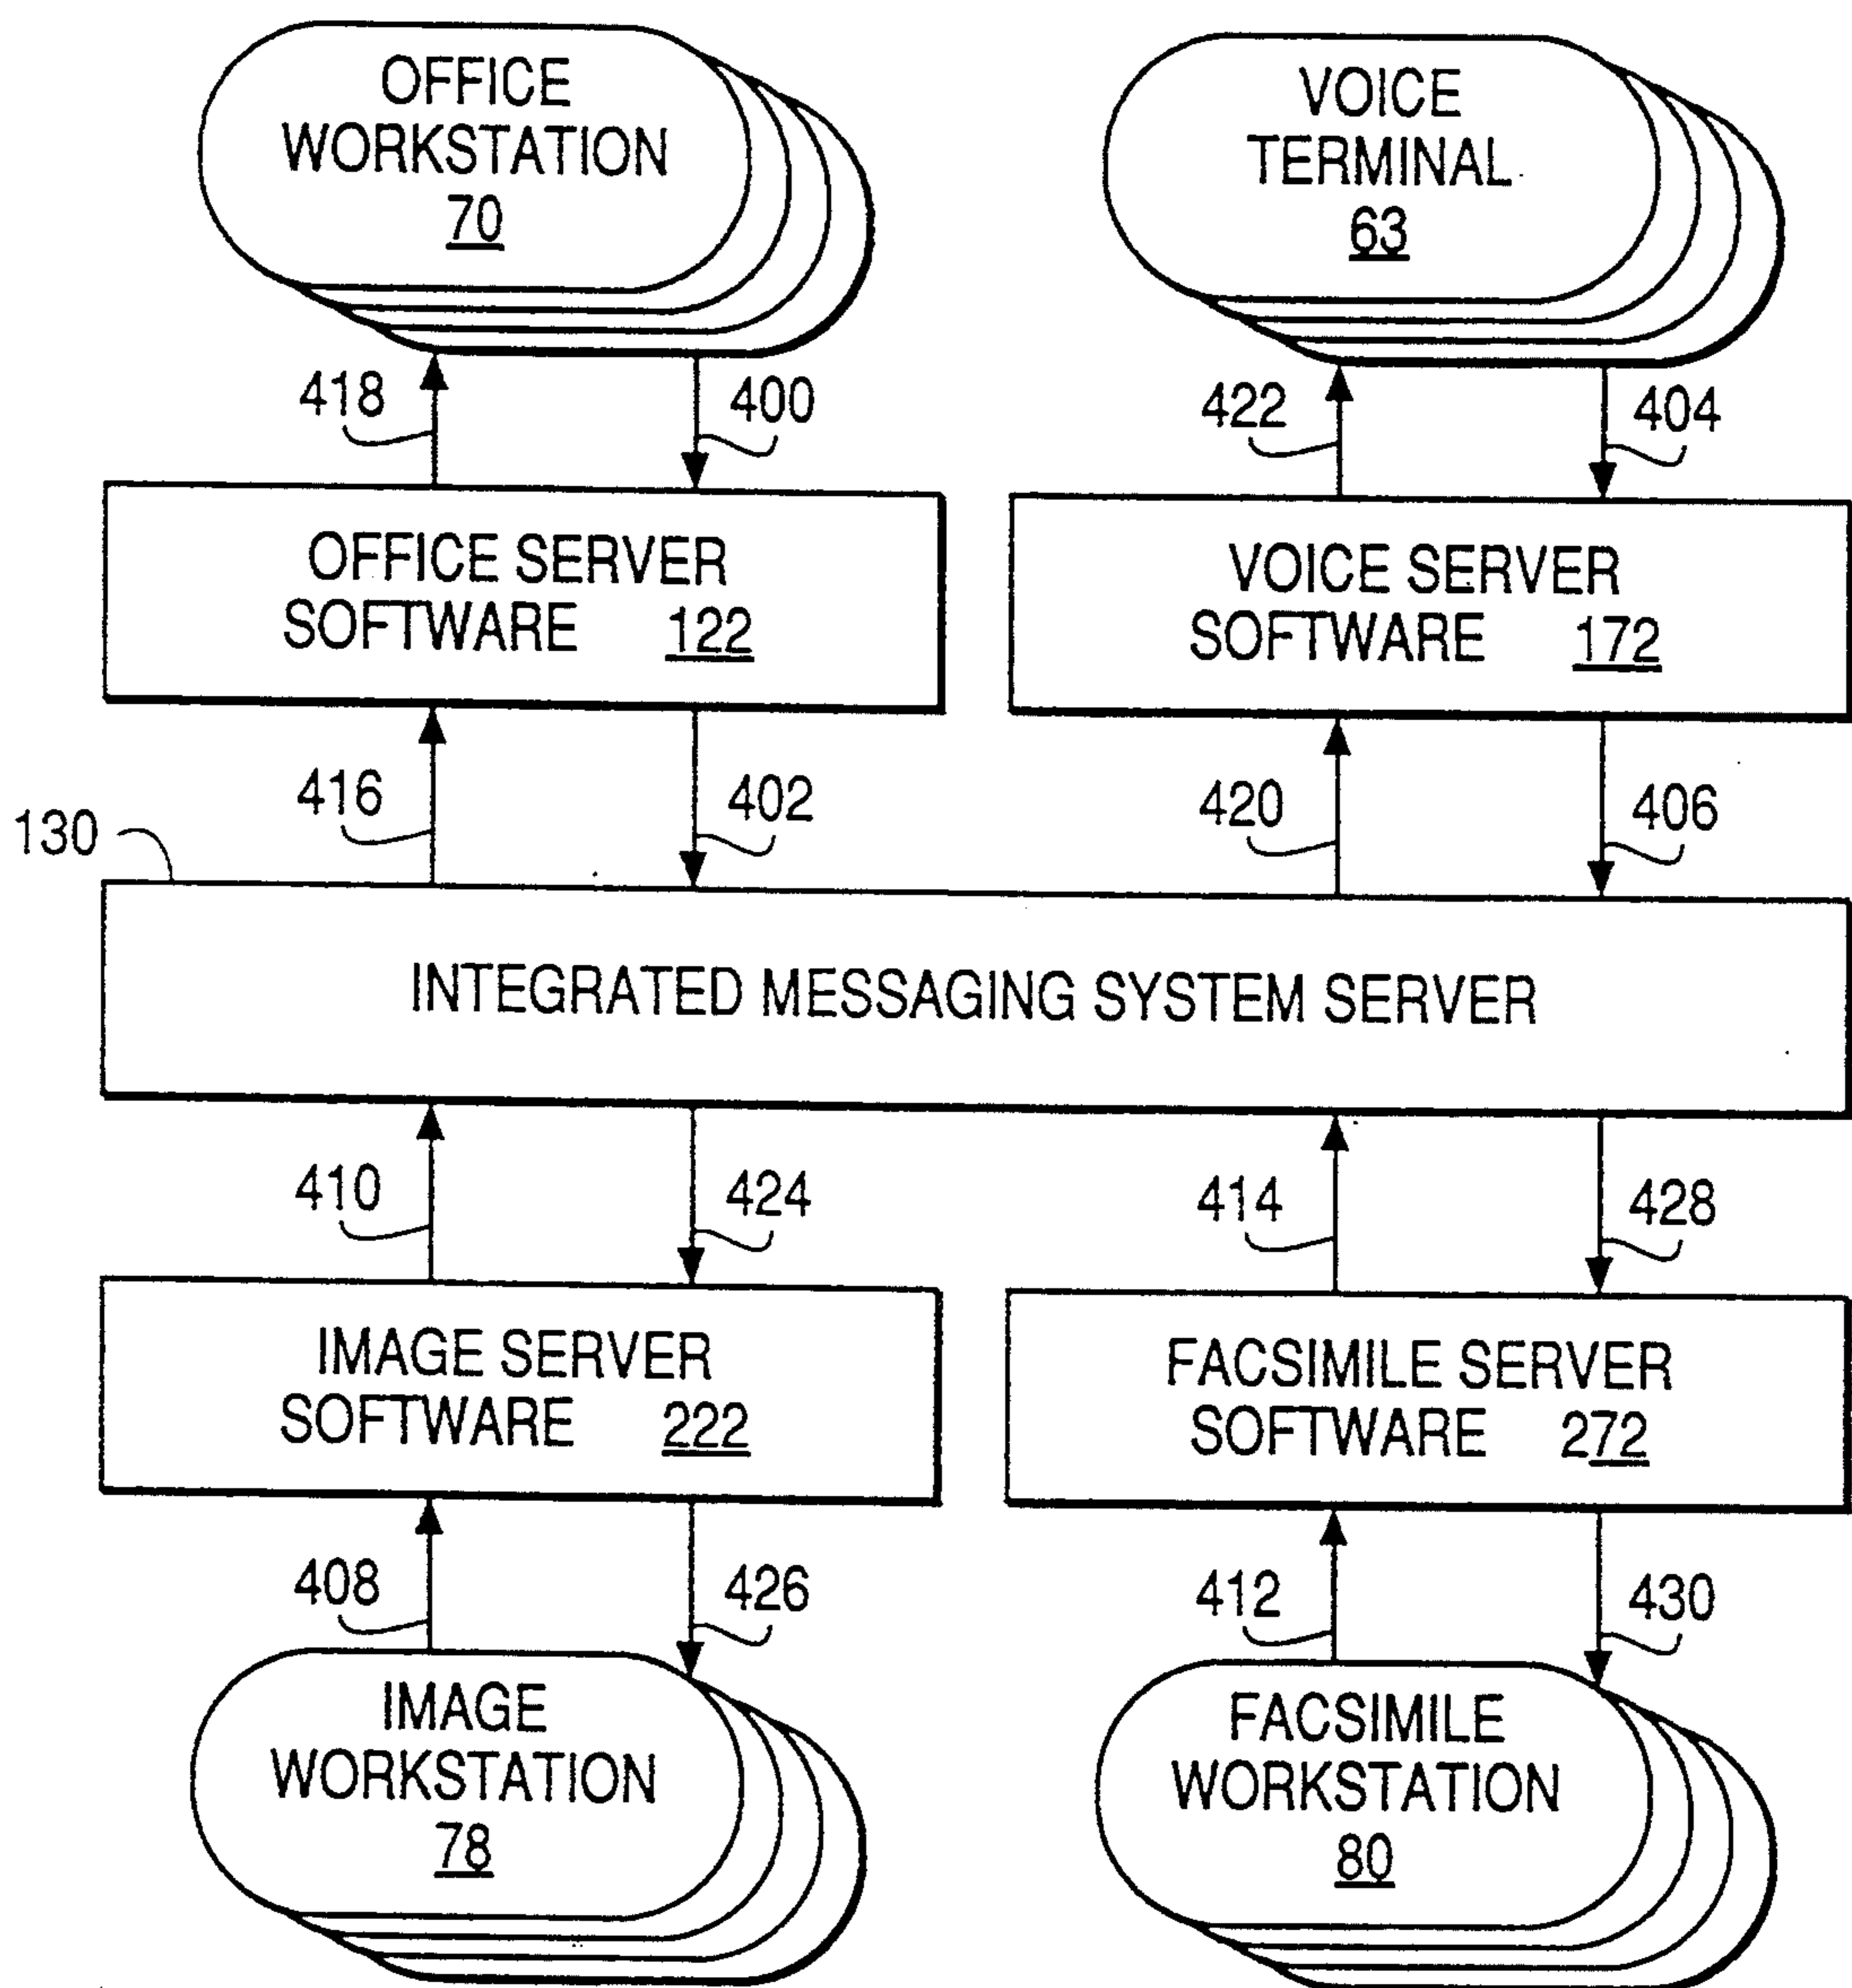 OFFICE
WORKSTATION
70
VOICE
TERMINAL
63
418
400
422
404
OFFICE SERVER
SOFTWARE 122
VOICE SERVER
SOFTWARE 172
416
402
420
406
130
INTEGRATED MESSAGING SYSTEM SERVER
410
424
414
428
IMAGE SERVER
SOFTWARE 222
FACSIMILE SERVER
SOFTWARE 272
408
426
412
430
IMAGE
WORKSTATION
78
FACSIMILE
WORKSTATION
80